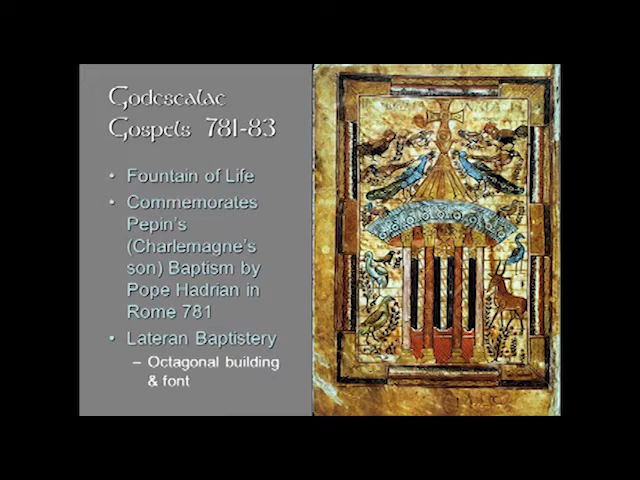 Godescalac
Gospels 781-83
• Fountain of Life
• Commemorates
Pepin's
(Charlemagne's
son) Baptism by
Pope Hadrian in
Rome 781
• Lateran Baptistery
– Octagonal building
& font